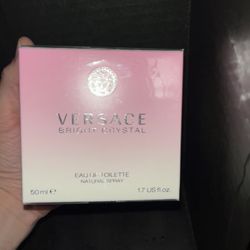 VERSACE
BRIGHT CRYSTAL
EAU DE TOILETTE
NATURAL SPRAY
50 ml ℮ 1.7 US fl.oz.